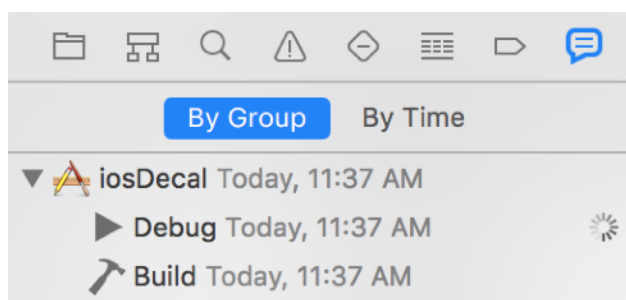 By Group By Time
iosDecal Today, 11:37 AM
Debug Today, 11:37 AM
Build Today, 11:37 AM